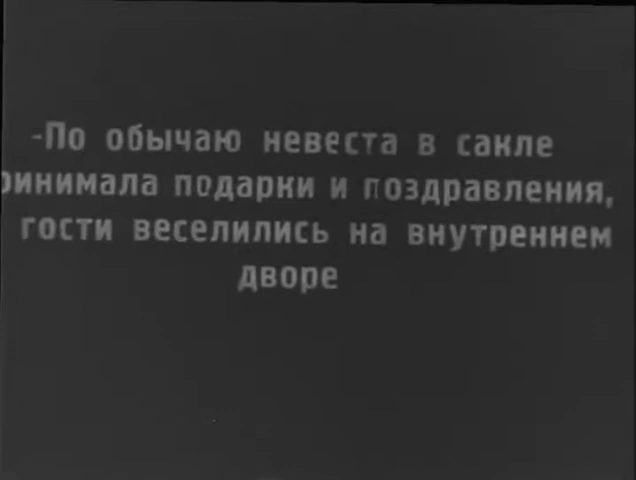 -По обычаю невеста в сакле
ринимала подарки и поздравления,
гости веселились на внутреннем
дворе